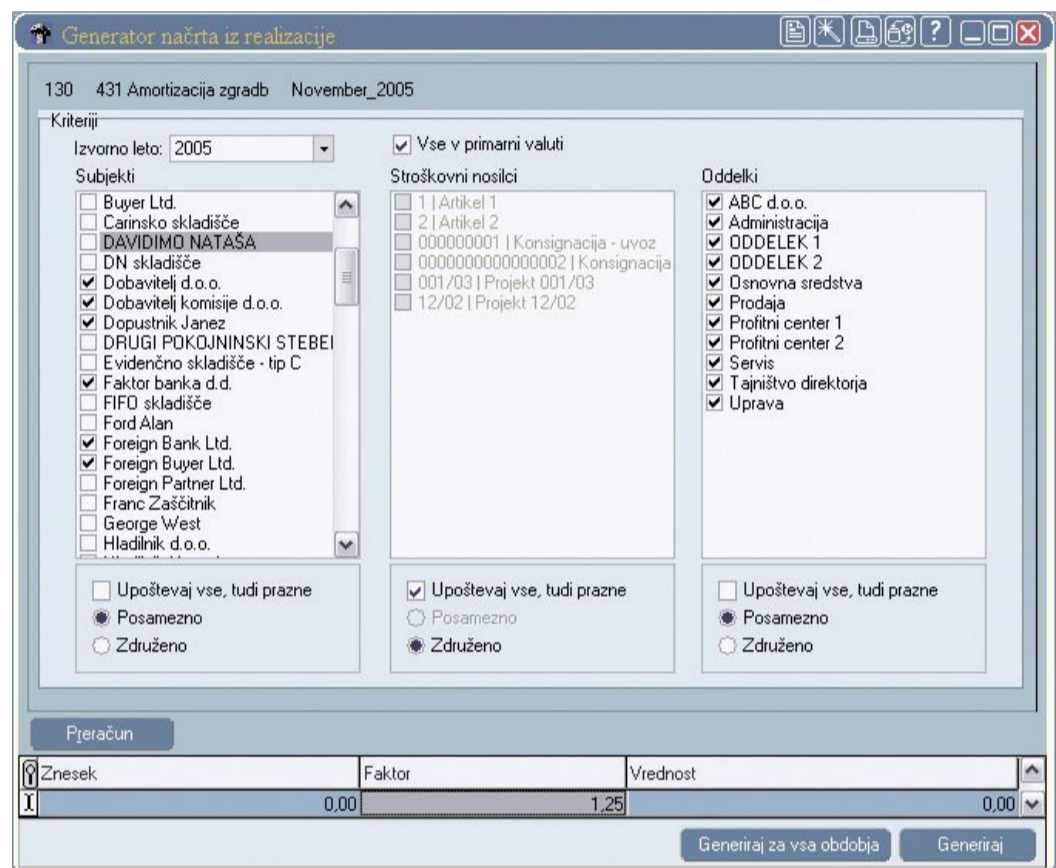 Generator načrta iz realizacije
130 431 Amortizacija zgradb November_2005
Kriteriji
Izvorno leto: 2005
Vse v primarni valuti
Subjekti
Buyer Ltd.
Carinsko skladišče
DAVIDIMO NATAŠA
DN skladišče
Dobavitelj d.o.o.
Dobavitelj komisije d.o.o.
Dopustnik Janez
DRUGI POKOJNINSKI STEBE
Evidenčno skladišče - tip C
Faktor banka d.d.
FIFO skladišče
Ford Alan
Foreign Bank Ltd.
Foreign Buyer Ltd.
Foreign Partner Ltd.
Franc Zaščitnik
George West
Hladilnik d.o.o.
Upoštevaj vse, tudi prazne
Posamezno
Združeno
Stroškovni nosilci
1 | Artikel 1
2 | Artikel 2
000000001 | Konsignacija - uvoz
0000000000000002 | Konsignacija
001/03 | Projekt 001/03
12/02 | Projekt 12/02
Upoštevaj vse, tudi prazne
Posamezno
Združeno
Oddelki
ABC d.o.o.
Administracija
ODDELEK 1
ODDELEK 2
Osnovna sredstva
Prodaja
Profitni center 1
Profitni center 2
Servis
Tajništvo direktorja
Uprava
Upoštevaj vse, tudi prazne
Posamezno
Združeno
Preračun
Znesek Faktor Vrednost
0,00 1,25 0,00
Generiraj za vsa obdobja Generiraj